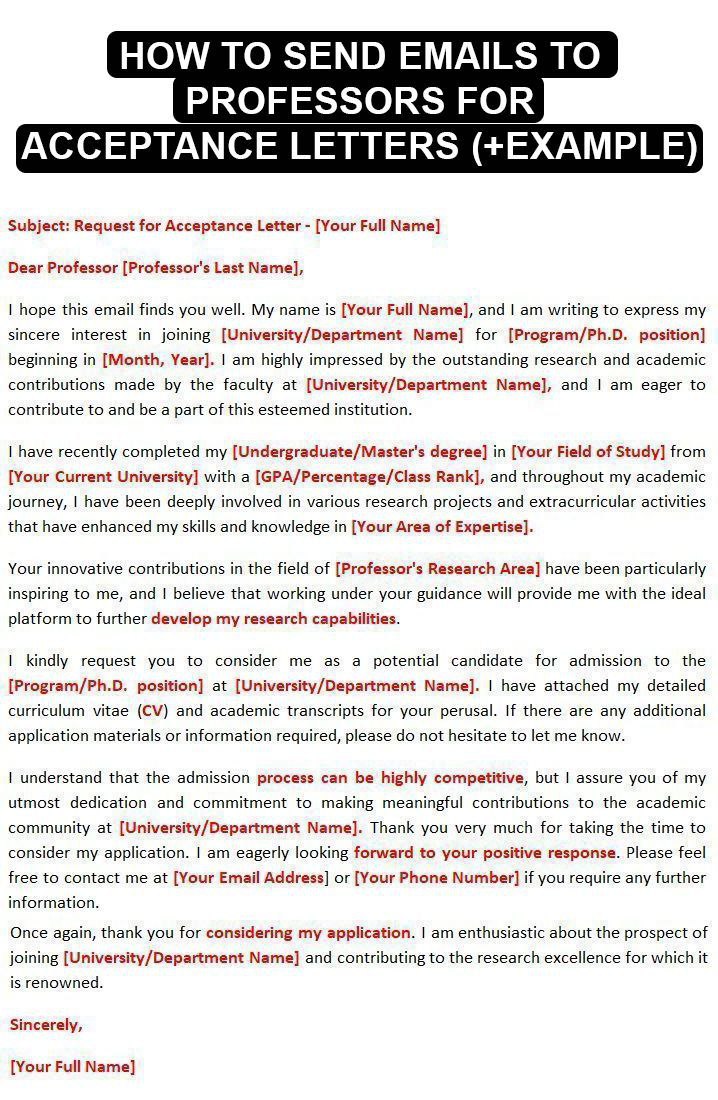 HOW TO SEND EMAILS TO
PROFESSORS FOR
ACCEPTANCE LETTERS (+EXAMPLE)
Subject: Request for Acceptance Letter - [Your Full Name]
Dear Professor [Professor's Last Name],
I hope this email finds you well. My name is [Your Full Name], and I am writing to express my
sincere interest in joining [University/Department Name] for [Program/Ph.D. position]
beginning in [Month, Year]. I am highly impressed by the outstanding research and academic
contributions made by the faculty at [University/Department Name], and I am eager to
contribute to and be a part of this esteemed institution.
I have recently completed my [Undergraduate/Master's degree] in [Your Field of Study] from
[Your Current University] with a [GPA/Percentage/Class Rank], and throughout my academic
journey, I have been deeply involved in various research projects and extracurricular activities
that have enhanced my skills and knowledge in [Your Area of Expertise].
Your innovative contributions in the field of [Professor's Research Area] have been particularly
inspiring to me, and I believe that working under your guidance will provide me with the ideal
platform to further develop my research capabilities.
I kindly request you to consider me as a potential candidate for admission to the
[Program/Ph.D. position] at [University/Department Name]. I have attached my detailed
curriculum vitae (CV) and academic transcripts for your perusal. If there are any additional
application materials or information required, please do not hesitate to let me know.
I understand that the admission process can be highly competitive, but I assure you of my
utmost dedication and commitment to making meaningful contributions to the academic
community at [University/Department Name]. Thank you very much for taking the time to
consider my application. I am eagerly looking forward to your positive response. Please feel
free to contact me at [Your Email Address] or [Your Phone Number] if you require any further
information.
Once again, thank you for considering my application. I am enthusiastic about the prospect of
joining [University/Department Name] and contributing to the research excellence for which it
is renowned.
Sincerely,
[Your Full Name]